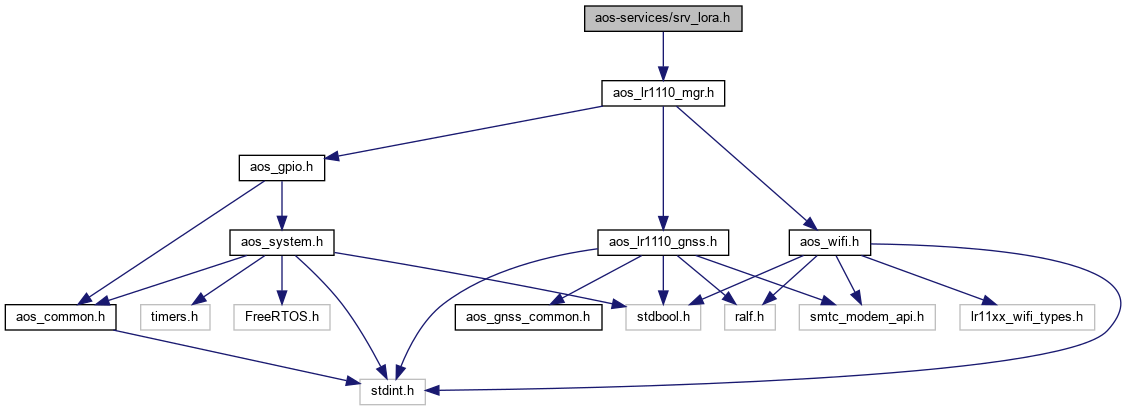 aos-services/srv_lora.h
aos_lr1110_mgr.h
aos_gpio.h
aos_system.h
aos_lr1110_gnss.h
aos_wifi.h
aos_common.h
timers.h
FreeRTOS.h
aos_gnss_common.h
stdbool.h
ralf.h
smtc_modem_api.h
lr11xx_wifi_types.h
stdint.h